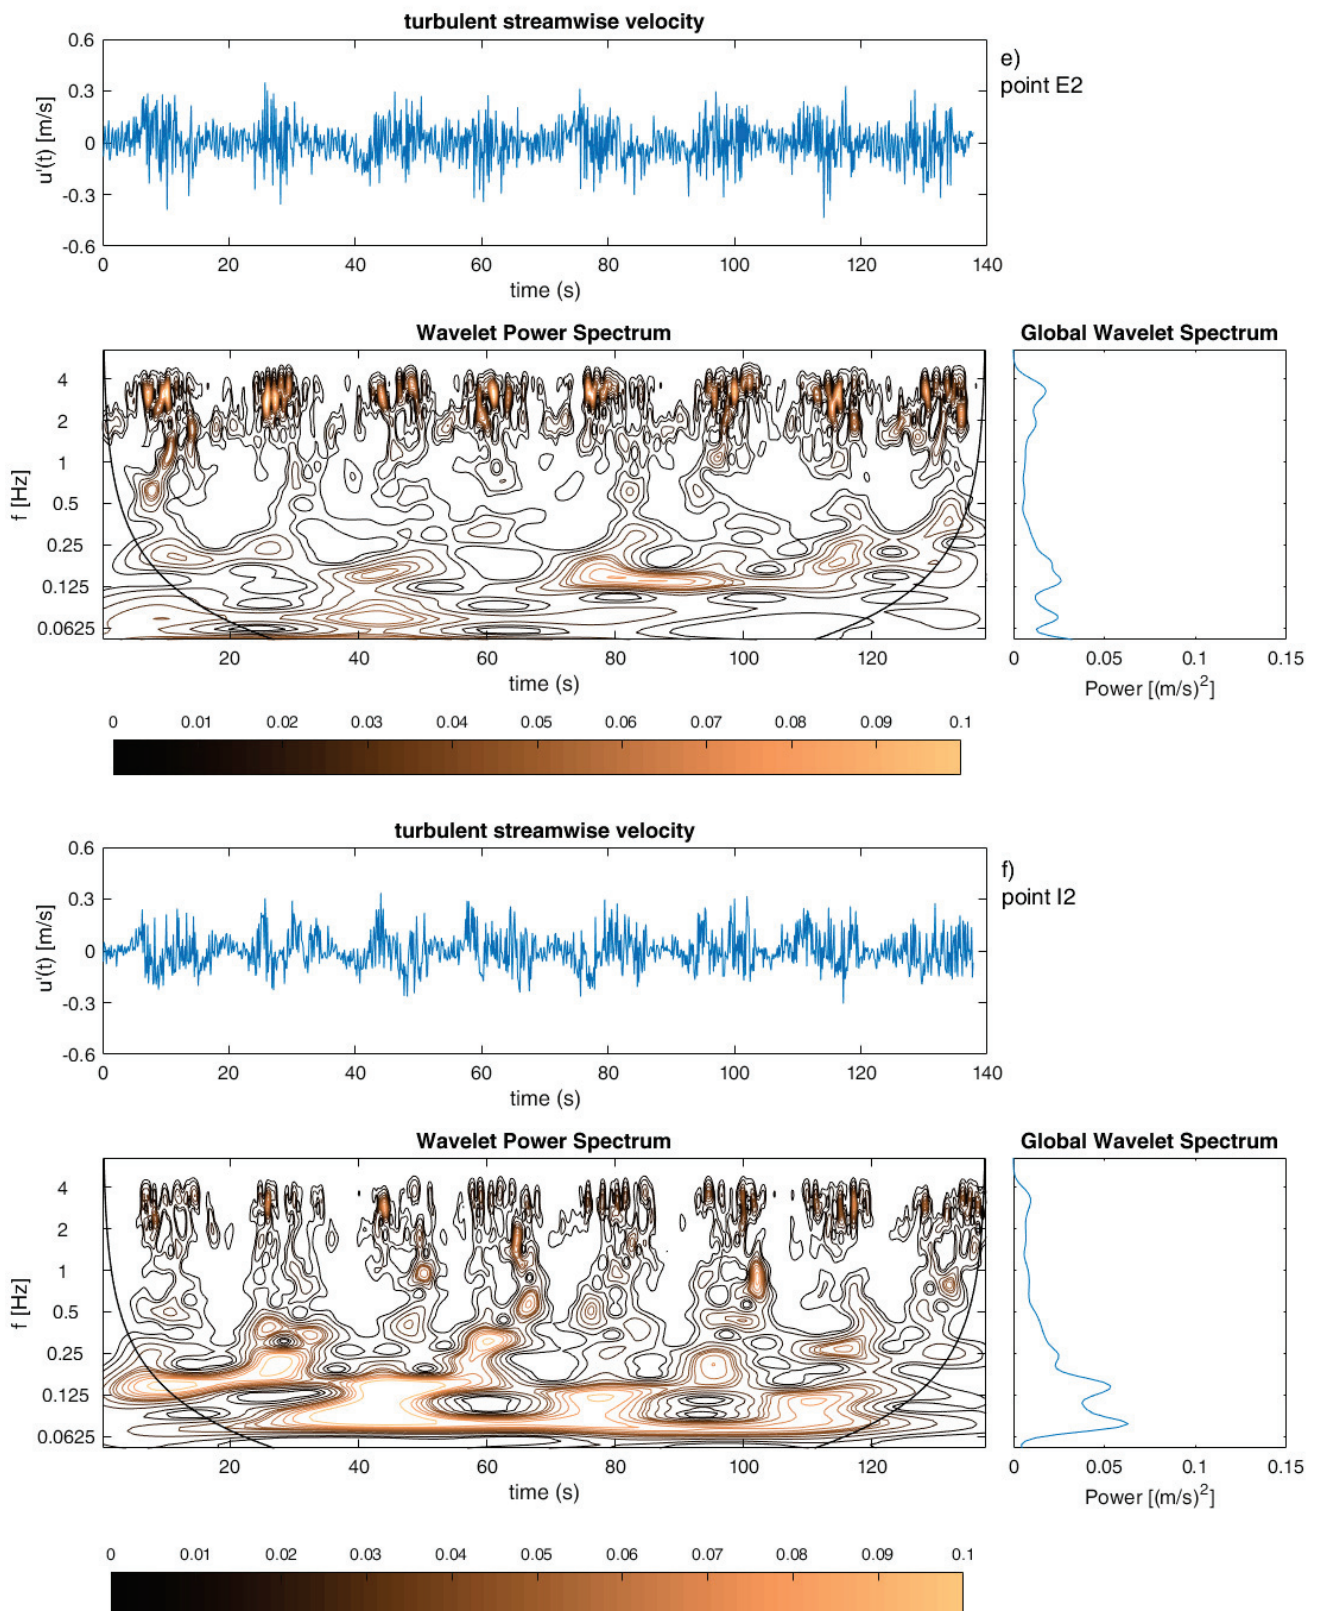 turbulent streamwise velocity
e)
point E2
0.6
0.3
0
-0.3
-0.6
u'(t) [m/s]
0 20 40 60 80 100 120 140
time (s)
Wavelet Power Spectrum
Global Wavelet Spectrum
4
2
1
0.5
0.25
0.125
0.0625
f [Hz]
20 40 60 80 100 120
0 0.05 0.1 0.15
time (s)
Power [(m/s)²]
0 0.01 0.02 0.03 0.04 0.05 0.06 0.07 0.08 0.09 0.1
turbulent streamwise velocity
f)
point I2
0.6
0.3
0
-0.3
-0.6
u'(t) [m/s]
0 20 40 60 80 100 120 140
time (s)
Wavelet Power Spectrum
Global Wavelet Spectrum
4
2
1
0.5
0.25
0.125
0.0625
f [Hz]
20 40 60 80 100 120
0 0.05 0.1 0.15
time (s)
Power [(m/s)²]
0 0.01 0.02 0.03 0.04 0.05 0.06 0.07 0.08 0.09 0.1